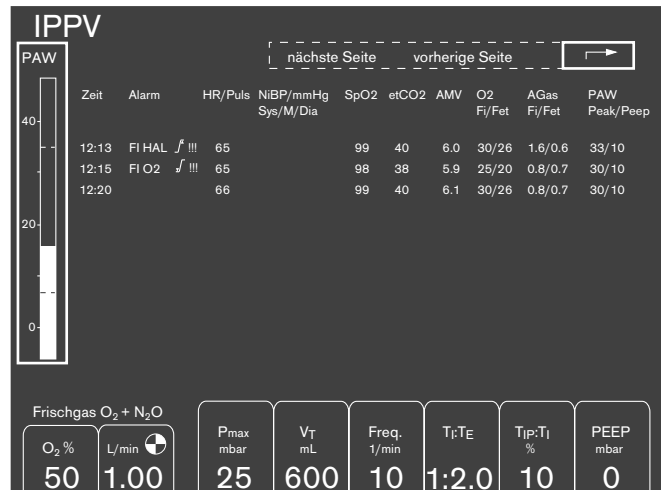 IPPV
PAW
nächste Seite vorherige Seite
Zeit Alarm HR/Puls NiBP/mmHg SpO2 etCO2 AMV O2 AGas PAW
Sys/M/Dia Fi/Fet Fi/Fet Peak/Peep
40
12:13 FI HAL !!! 65 99 40 6.0 30/26 1.6/0.6 33/10
12:15 FI O2 !!! 65 98 38 5.9 25/20 0.8/0.7 30/10
12:20 66 99 40 6.1 30/26 0.8/0.7 30/10
20
0
Frischgas O₂ + N₂O
O₂ % L/min Pmax VT Freq. TI:TE TIP:TI PEEP
mbar mL 1/min % mbar
50 1.00 25 600 10 1:2.0 10 0